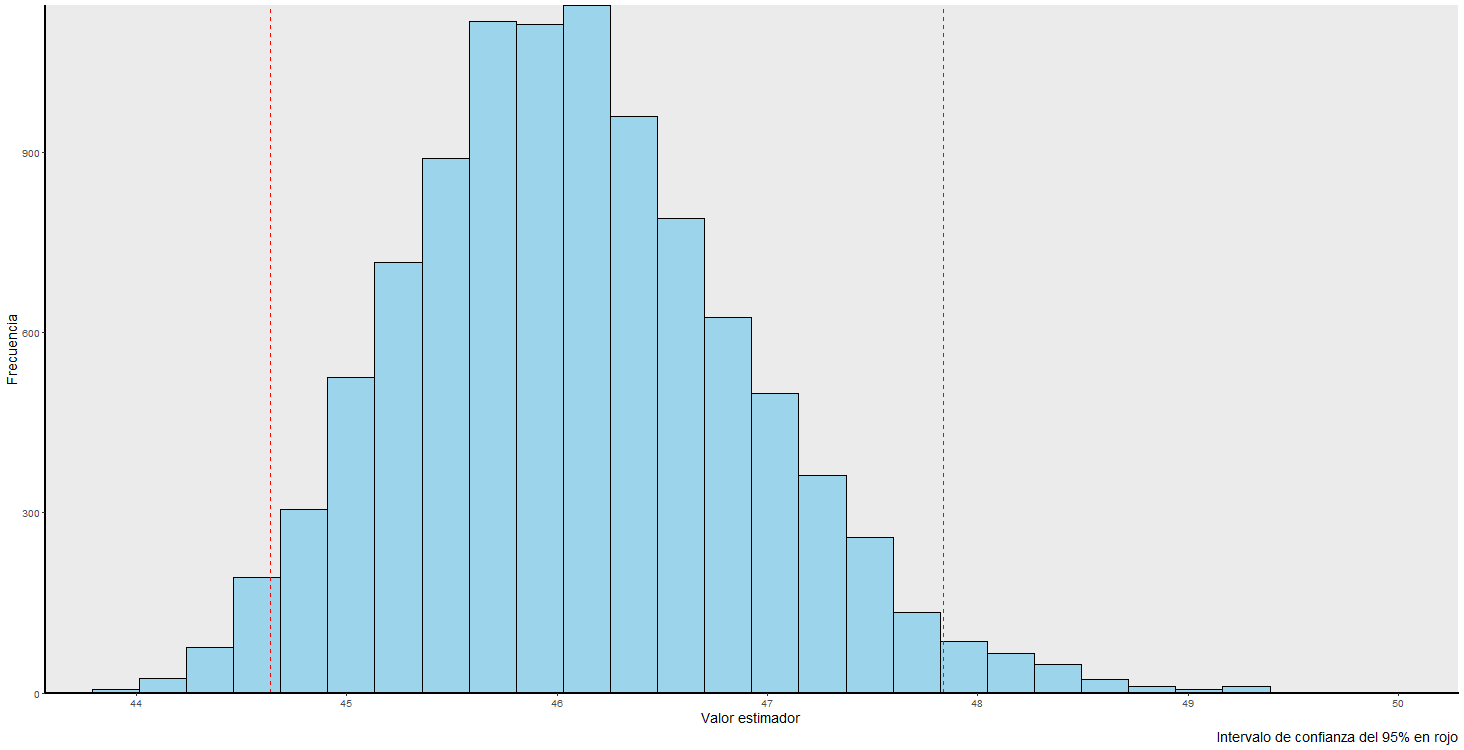 Frecuencia
900
600
300
0
44 45 46 47 48 49 50
Valor estimador
Intervalo de confianza del 95% en rojo